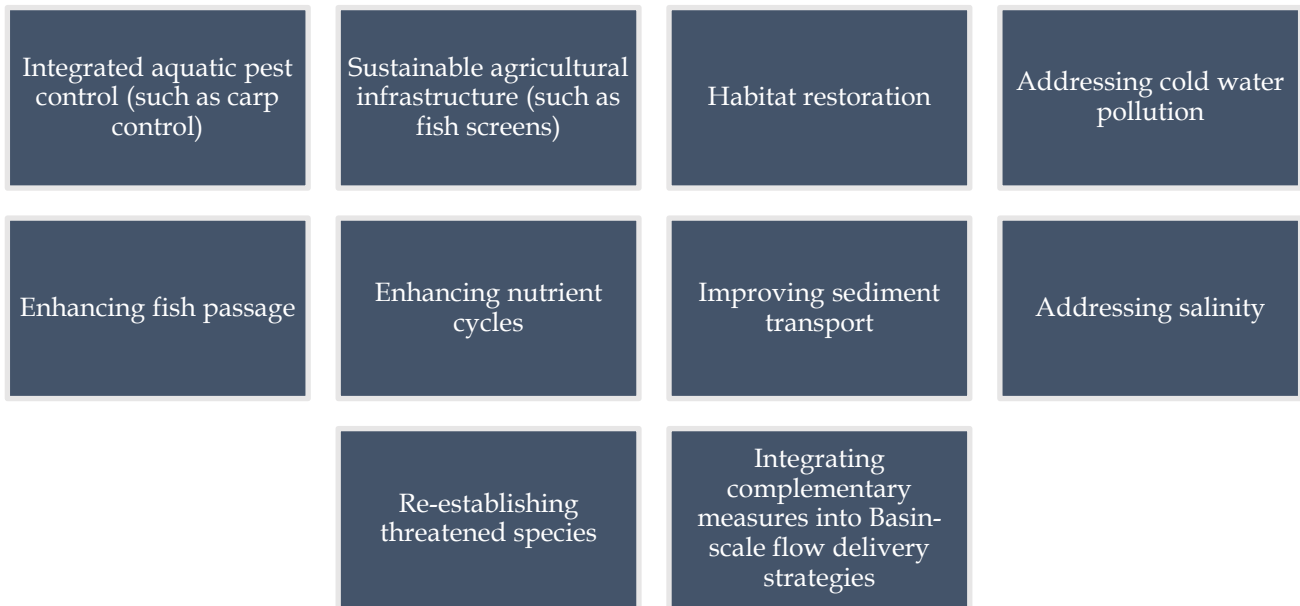 Integrated aquatic pest
control (such as carp
control)
Sustainable agricultural
infrastructure (such as
fish screens)
Habitat restoration
Addressing cold water
pollution
Enhancing fish passage
Enhancing nutrient
cycles
Improving sediment
transport
Addressing salinity
Re-establishing
threatened species
Integrating
complementary
measures into Basin-
scale flow delivery
strategies